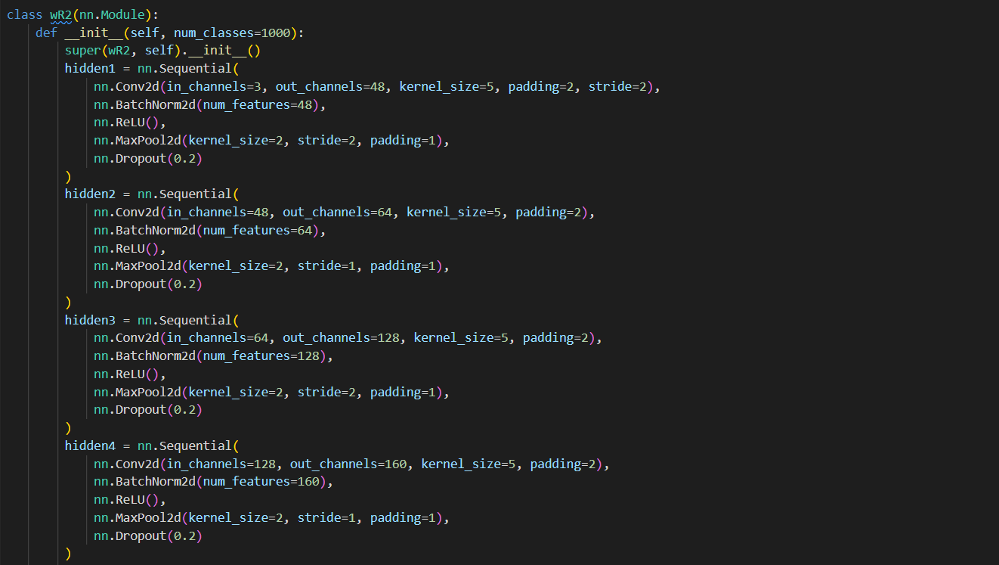 class wR2(nn.Module):
    def __init__(self, num_classes=1000):
        super(wR2, self).__init__()
        hidden1 = nn.Sequential(
            nn.Conv2d(in_channels=3, out_channels=48, kernel_size=5, padding=2, stride=2),
            nn.BatchNorm2d(num_features=48),
            nn.ReLU(),
            nn.MaxPool2d(kernel_size=2, stride=2, padding=1),
            nn.Dropout(0.2)
        )
        hidden2 = nn.Sequential(
            nn.Conv2d(in_channels=48, out_channels=64, kernel_size=5, padding=2),
            nn.BatchNorm2d(num_features=64),
            nn.ReLU(),
            nn.MaxPool2d(kernel_size=2, stride=1, padding=1),
            nn.Dropout(0.2)
        )
        hidden3 = nn.Sequential(
            nn.Conv2d(in_channels=64, out_channels=128, kernel_size=5, padding=2),
            nn.BatchNorm2d(num_features=128),
            nn.ReLU(),
            nn.MaxPool2d(kernel_size=2, stride=2, padding=1),
            nn.Dropout(0.2)
        )
        hidden4 = nn.Sequential(
            nn.Conv2d(in_channels=128, out_channels=160, kernel_size=5, padding=2),
            nn.BatchNorm2d(num_features=160),
            nn.ReLU(),
            nn.MaxPool2d(kernel_size=2, stride=1, padding=1),
            nn.Dropout(0.2)
        )